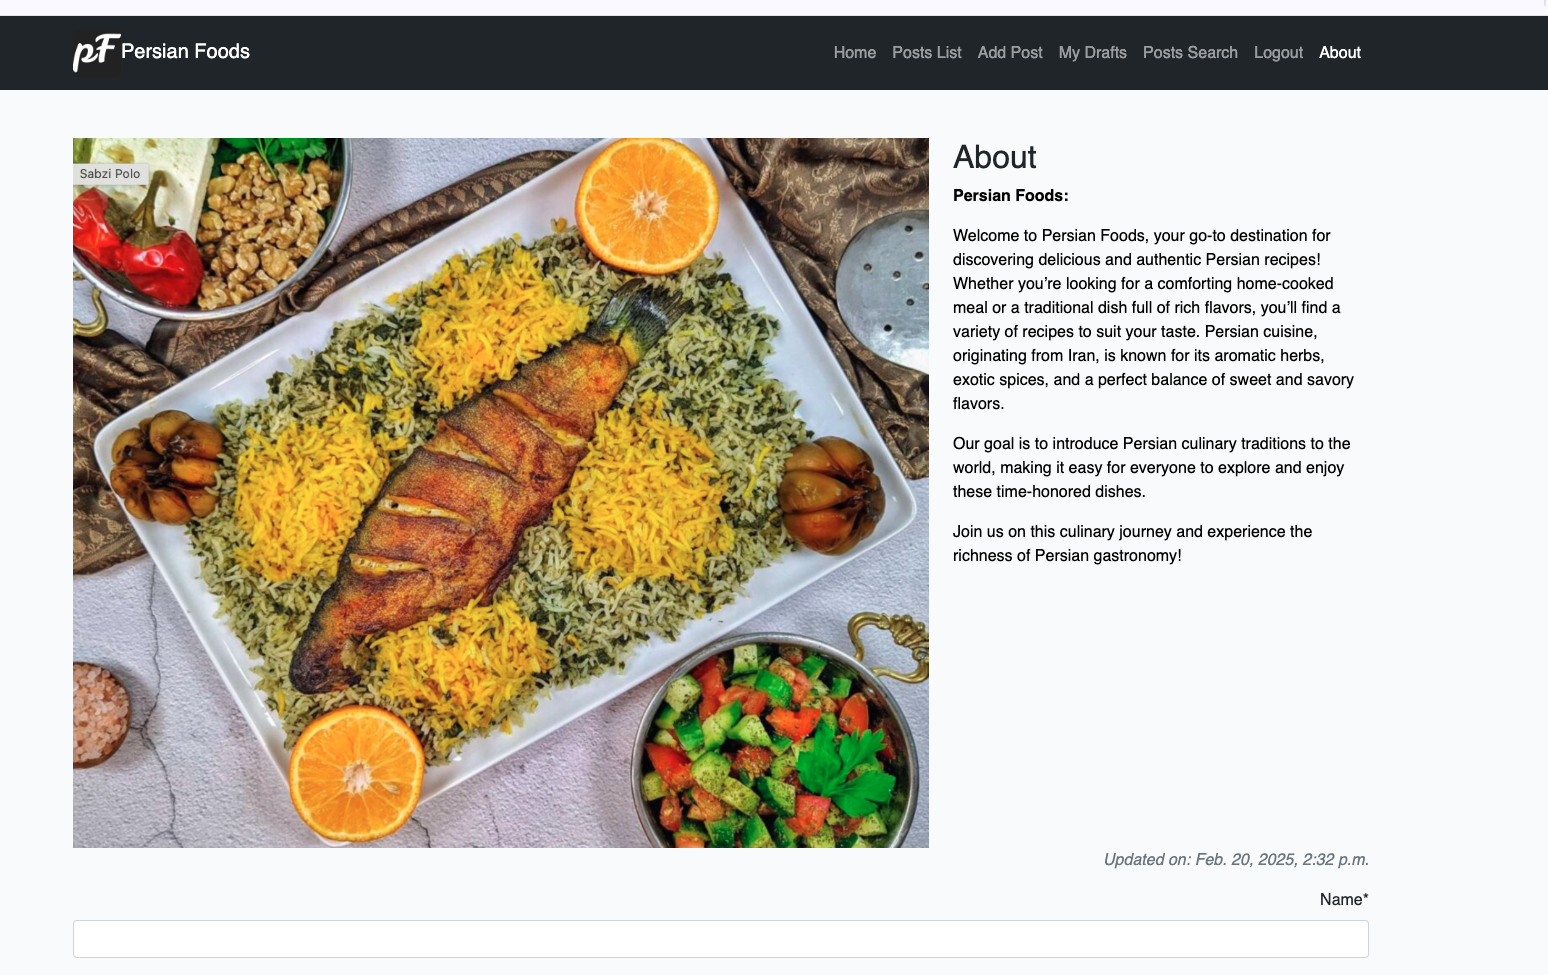 pF Persian Foods
Home Posts List Add Post My Drafts Posts Search Logout About
Sabzi Polo
About
Persian Foods:
Welcome to Persian Foods, your go-to destination for
discovering delicious and authentic Persian recipes!
Whether you’re looking for a comforting home-cooked
meal or a traditional dish full of rich flavors, you’ll find a
variety of recipes to suit your taste. Persian cuisine,
originating from Iran, is known for its aromatic herbs,
exotic spices, and a perfect balance of sweet and savory
flavors.
Our goal is to introduce Persian culinary traditions to the
world, making it easy for everyone to explore and enjoy
these time-honored dishes.
Join us on this culinary journey and experience the
richness of Persian gastronomy!
Updated on: Feb. 20, 2025, 2:32 p.m.
Name*